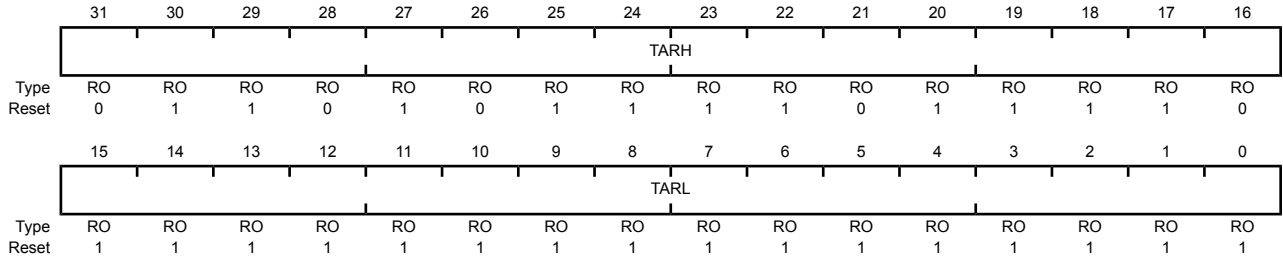 31 30 29 28 27 26 25 24 23 22 21 20 19 18 17 16
TARH
Type RO RO RO RO RO RO RO RO RO RO RO RO RO RO RO RO
Reset 0 1 1 0 1 0 1 1 1 1 0 1 1 1 1 0
15 14 13 12 11 10 9 8 7 6 5 4 3 2 1 0
TARL
Type RO RO RO RO RO RO RO RO RO RO RO RO RO RO RO RO
Reset 1 1 1 1 1 1 1 1 1 1 1 1 1 1 1 1